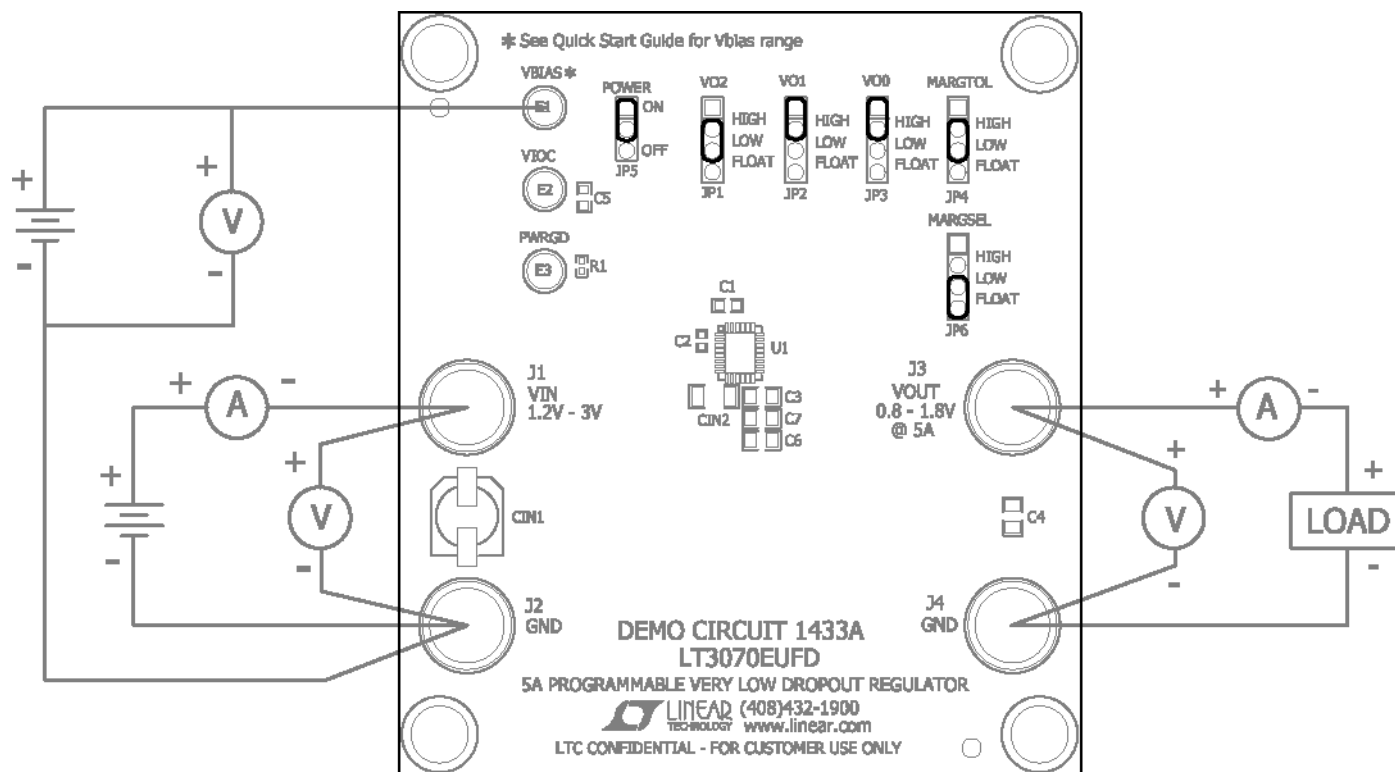 * See Quick Start Guide for Vbias range
VBIAS*
E1
POWER
ON
OFF
JP5
VO2
HIGH
LOW
FLOAT
JP1
VO1
HIGH
LOW
FLOAT
JP2
VO0
HIGH
LOW
FLOAT
JP3
MARGTOL
HIGH
LOW
FLOAT
JP4
VIOC
E2
C5
PWRGD
E3
R1
MARGSEL
HIGH
LOW
FLOAT
JP6
+
-
+
V
-
C1
C2
U1
CIN2
C3
C7
C6
+
A
-
+
-
+
V
-
J1
VIN
1.2V - 3V
CIN1
J2
GND
J3
VOUT
0.8 - 1.8V
@ 5A
C4
J4
GND
+
A
-
+
V
-
+
LOAD
-
DEMO CIRCUIT 1433A
LT3070EUFD
5A PROGRAMMABLE VERY LOW DROPOUT REGULATOR
LINEAR TECHNOLOGY (408)432-1900
www.linear.com
LTC CONFIDENTIAL - FOR CUSTOMER USE ONLY